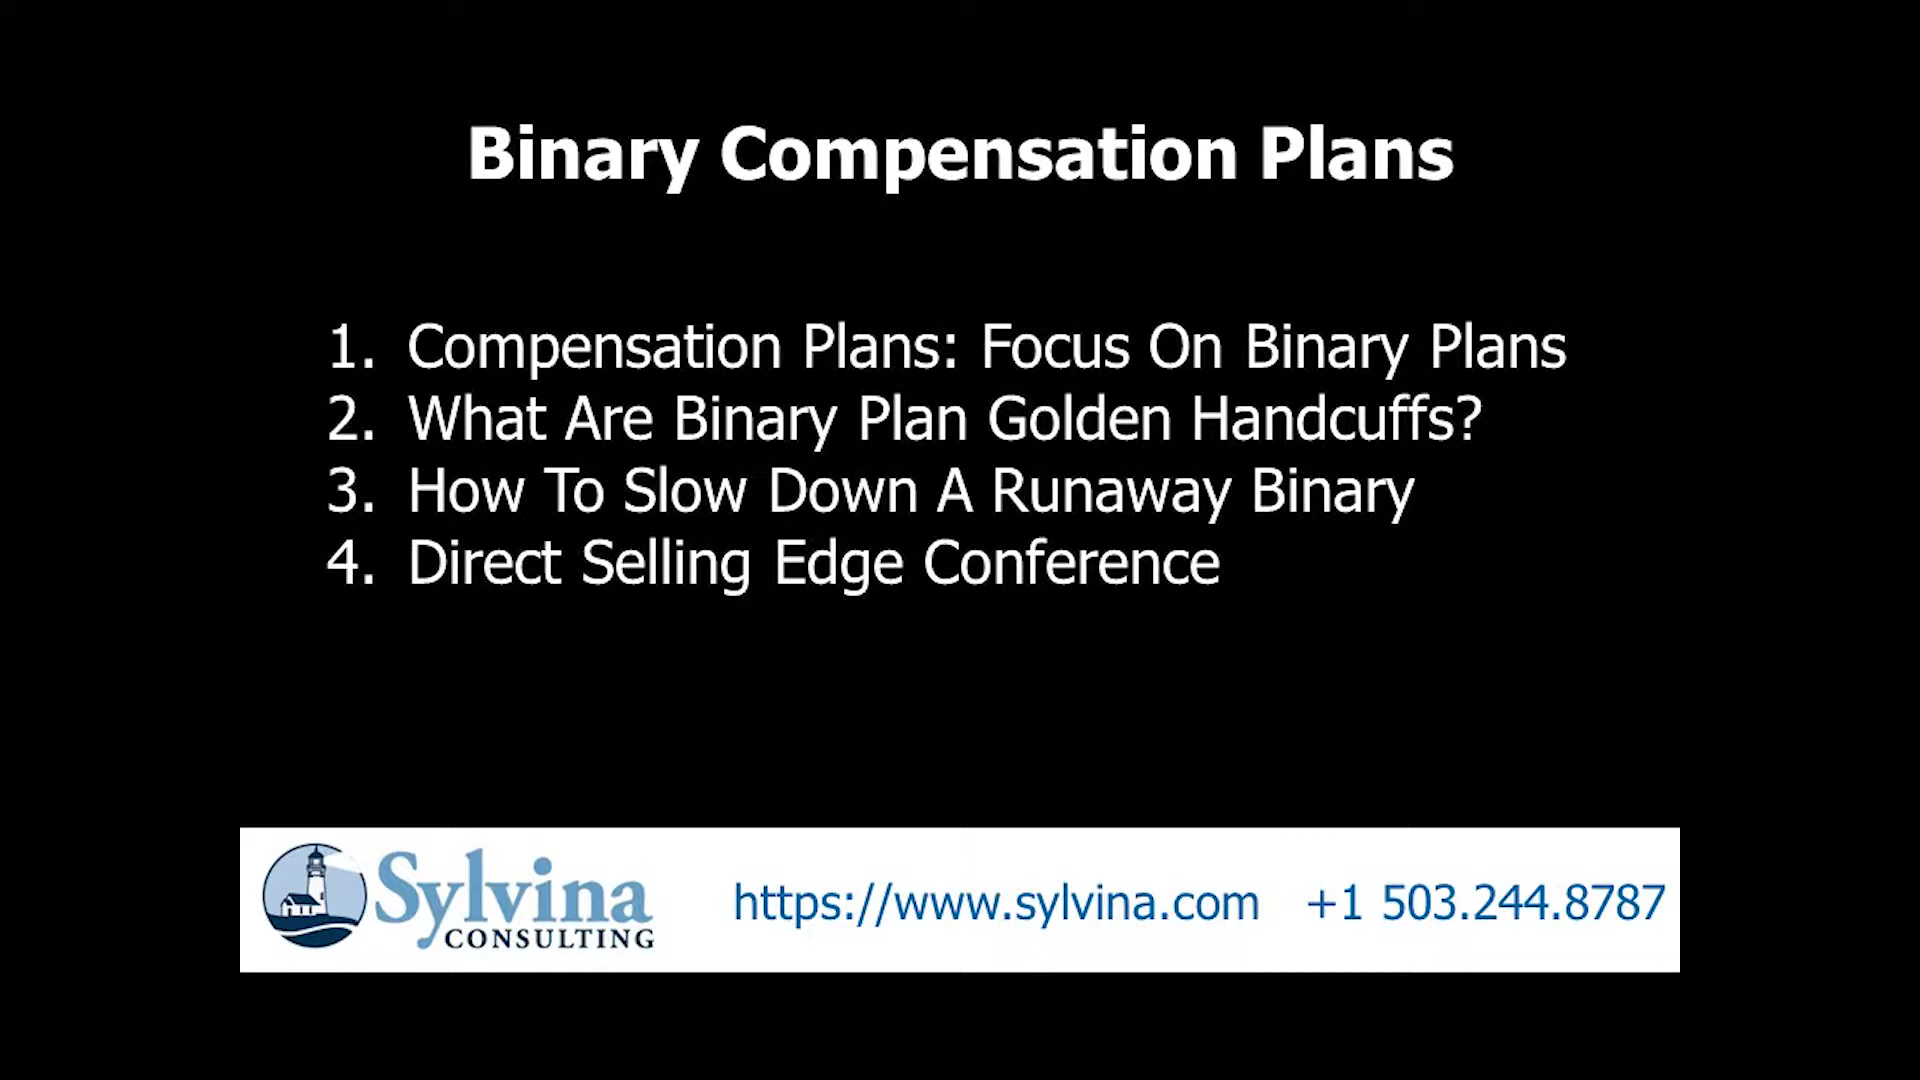 Binary Compensation Plans
1. Compensation Plans: Focus On Binary Plans
2. What Are Binary Plan Golden Handcuffs?
3. How To Slow Down A Runaway Binary
4. Direct Selling Edge Conference
Sylvina
CONSULTING
https://www.sylvina.com +1 503.244.8787